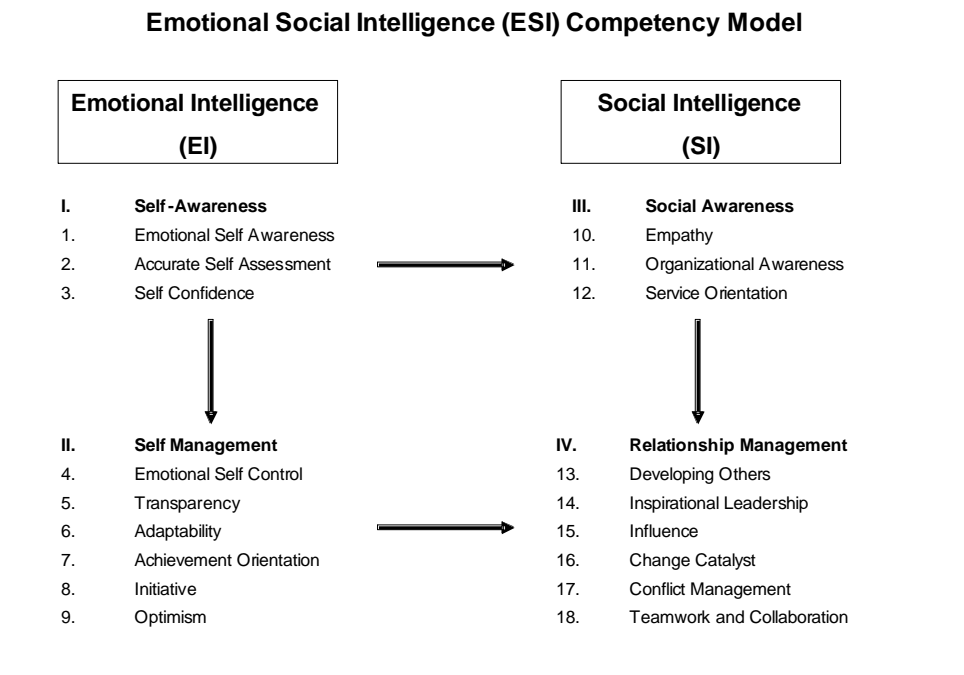 Emotional Social Intelligence (ESI) Competency Model
Emotional Intelligence
(EI)
I. Self-Awareness
1. Emotional Self Awareness
2. Accurate Self Assessment
3. Self Confidence
II. Self Management
4. Emotional Self Control
5. Transparency
6. Adaptability
7. Achievement Orientation
8. Initiative
9. Optimism
Social Intelligence
(SI)
III. Social Awareness
10. Empathy
11. Organizational Awareness
12. Service Orientation
IV. Relationship Management
13. Developing Others
14. Inspirational Leadership
15. Influence
16. Change Catalyst
17. Conflict Management
18. Teamwork and Collaboration